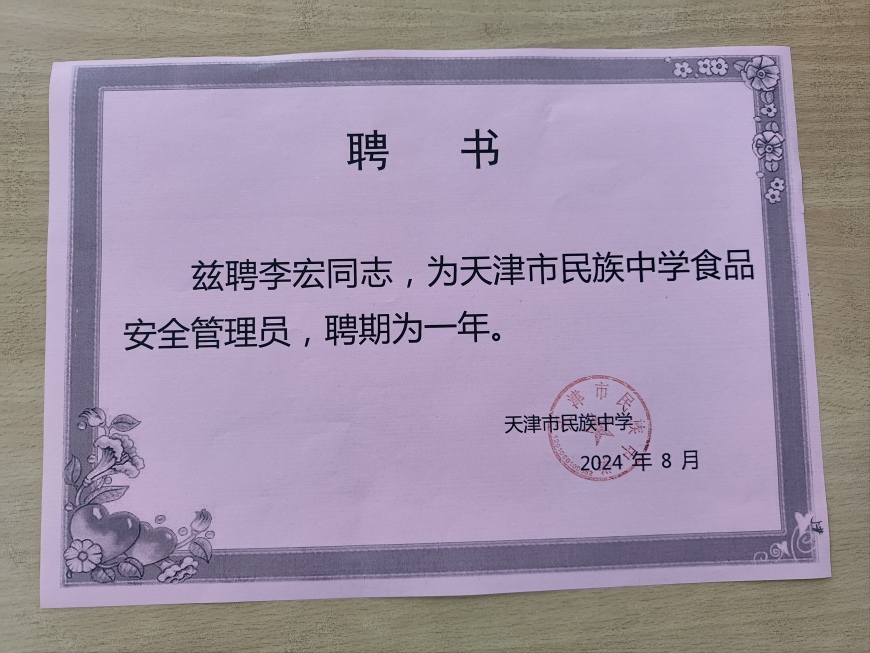 聘 书
兹聘李宏同志，为天津市民族中学食品
安全管理员，聘期为一年。
天津市民族中学
2024 年 8 月